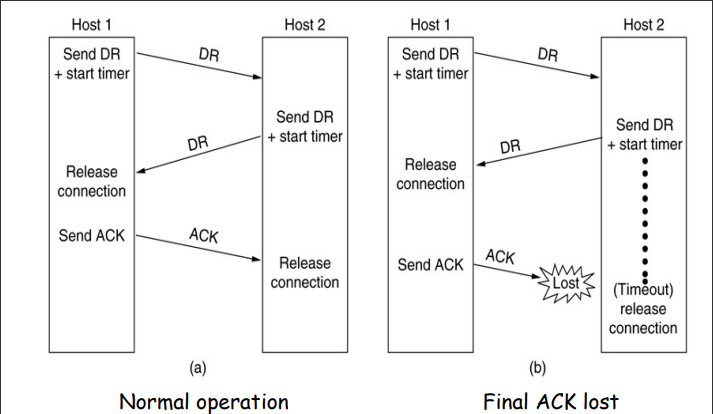 Host 1
Host 2
Send DR
+ start timer
DR
Send DR
+ start timer
DR
Release
connection
Send ACK
ACK
Release
connection
(a)
Normal operation
Host 1
Host 2
Send DR
+ start timer
DR
Send DR
+ start timer
DR
Release
connection
Send ACK
ACK
Lost
(Timeout)
release
connection
(b)
Final ACK lost